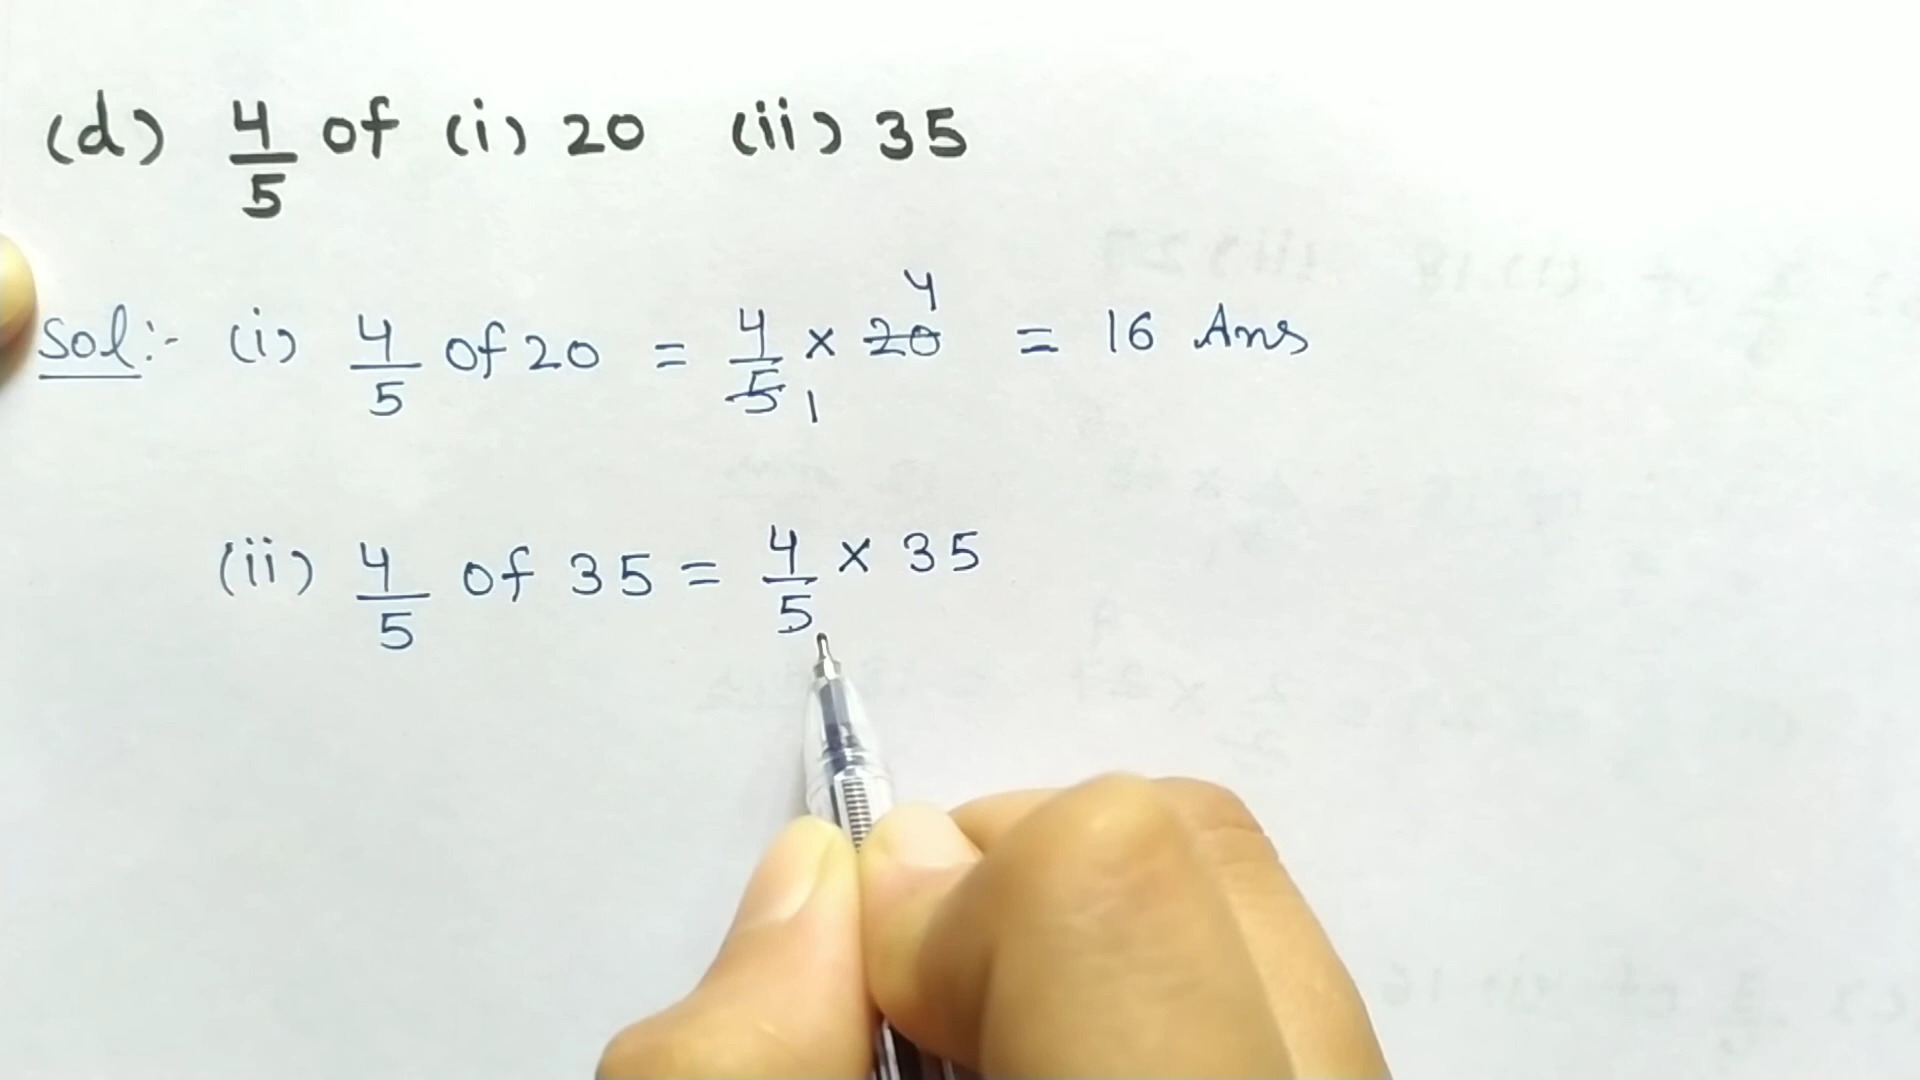 (d) 4/5 of (i) 20 (ii) 35
Sol:- (i) 4/5 of 20 = 4/5 1 × 20 4 = 16 Ans
(ii) 4/5 of 35 = 4/5 × 35